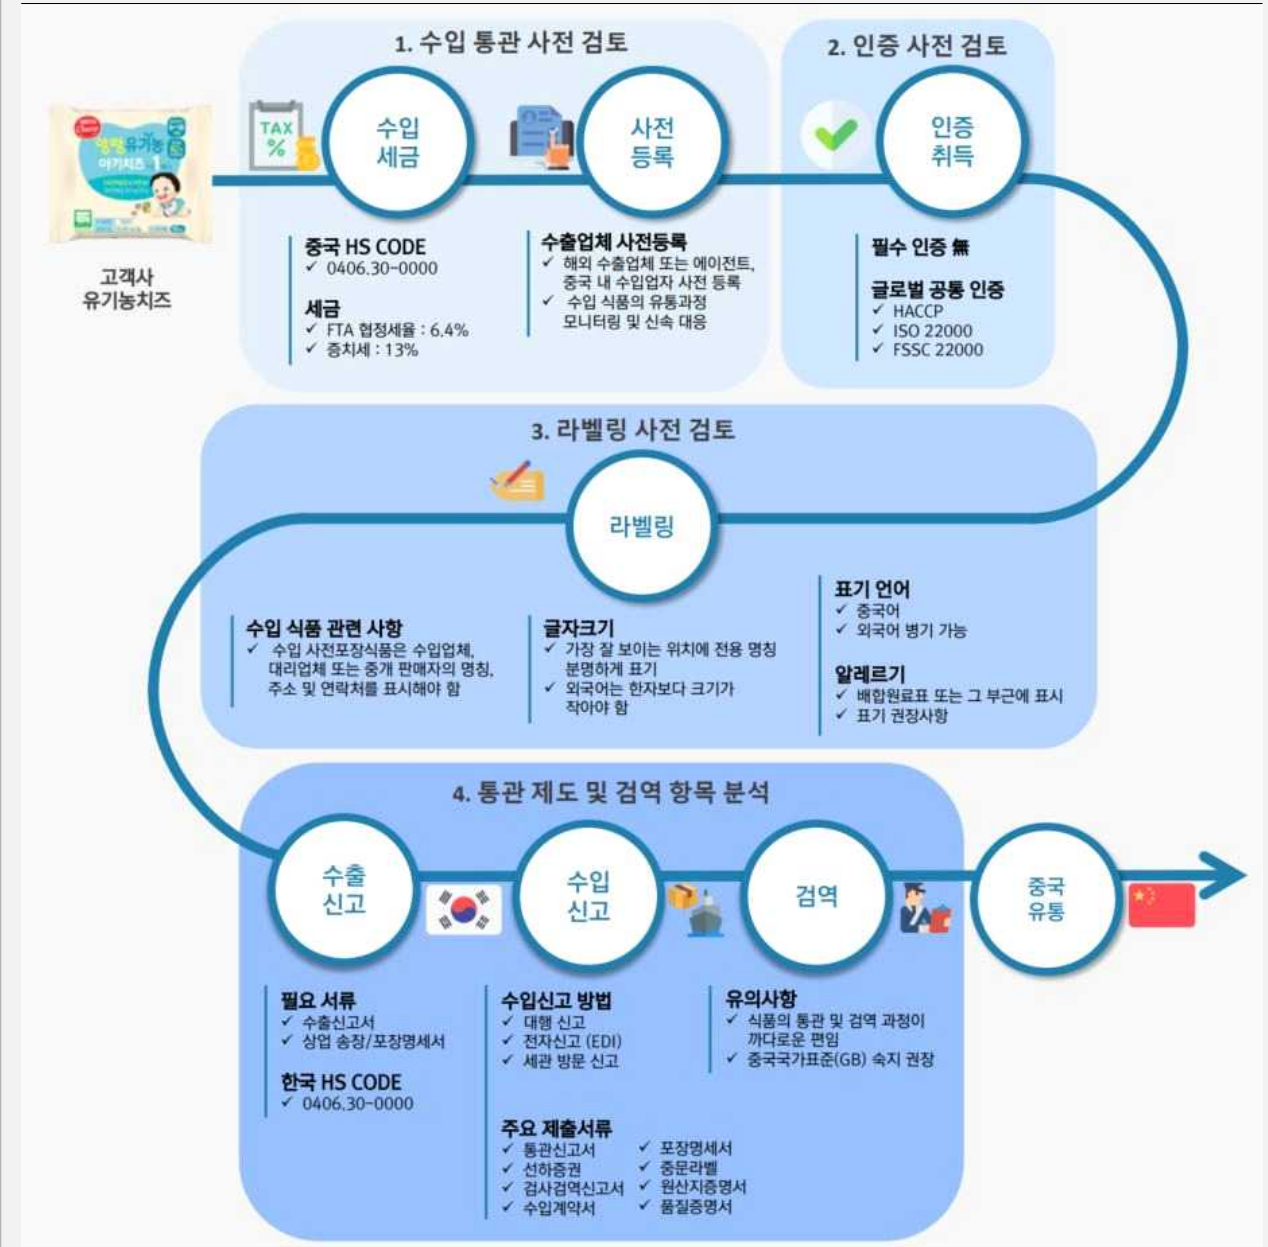 1. 수입 통관 사전 검토
2. 인증 사전 검토
TAX
%
수입
세금
사전
등록
인증
취득
유기농
아기치즈 1
고객사
유기농치즈
중국 HS CODE
✓ 0406.30-0000
세금
✓ FTA 협정세율 : 6.4%
✓ 증치세 : 13%
수출업체 사전등록
✓ 해외 수출업체 또는 에이전트,
중국 내 수입업자 사전 등록
✓ 수입 식품의 유통과정
모니터링 및 신속 대응
필수 인증 無
글로벌 공통 인증
✓ HACCP
✓ ISO 22000
✓ FSSC 22000
3. 라벨링 사전 검토
라벨링
수입 식품 관련 사항
✓ 수입 사전포장식품은 수입업체,
대리업체 또는 중개 판매자의 명칭,
주소 및 연락처를 표시해야 함
글자크기
✓ 가장 잘 보이는 위치에 전용 명칭
분명하게 표기
✓ 외국어는 한자보다 크기가
작아야 함
표기 언어
✓ 중국어
✓ 외국어 병기 가능
알레르기
✓ 배합원료표 또는 그 부근에 표시
✓ 표기 권장사항
4. 통관 제도 및 검역 항목 분석
수출
신고
수입
신고
검역
중국
유통
필요 서류
✓ 수출신고서
✓ 상업 송장/포장명세서
한국 HS CODE
✓ 0406.30-0000
수입신고 방법
✓ 대행 신고
✓ 전자신고 (EDI)
✓ 세관 방문 신고
주요 제출서류
✓ 통관신고서
✓ 선하증권
✓ 검사검역신고서
✓ 수입계약서
✓ 포장명세서
✓ 중문라벨
✓ 원산지증명서
✓ 품질증명서
유의사항
✓ 식품의 통관 및 검역 과정이
까다로운 편임
✓ 중국국가표준(GB) 숙지 권장